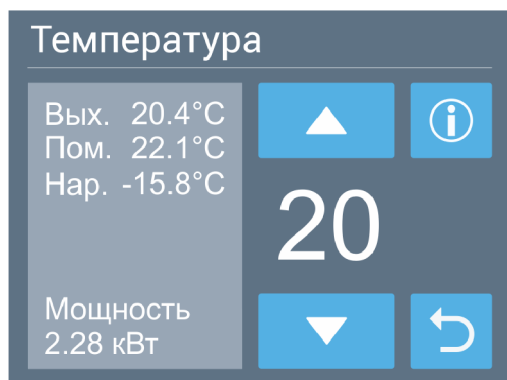 Температура
Вых. 20.4°C
Пом. 22.1°C
Нар. -15.8°C
20
Мощность
2.28 кВт